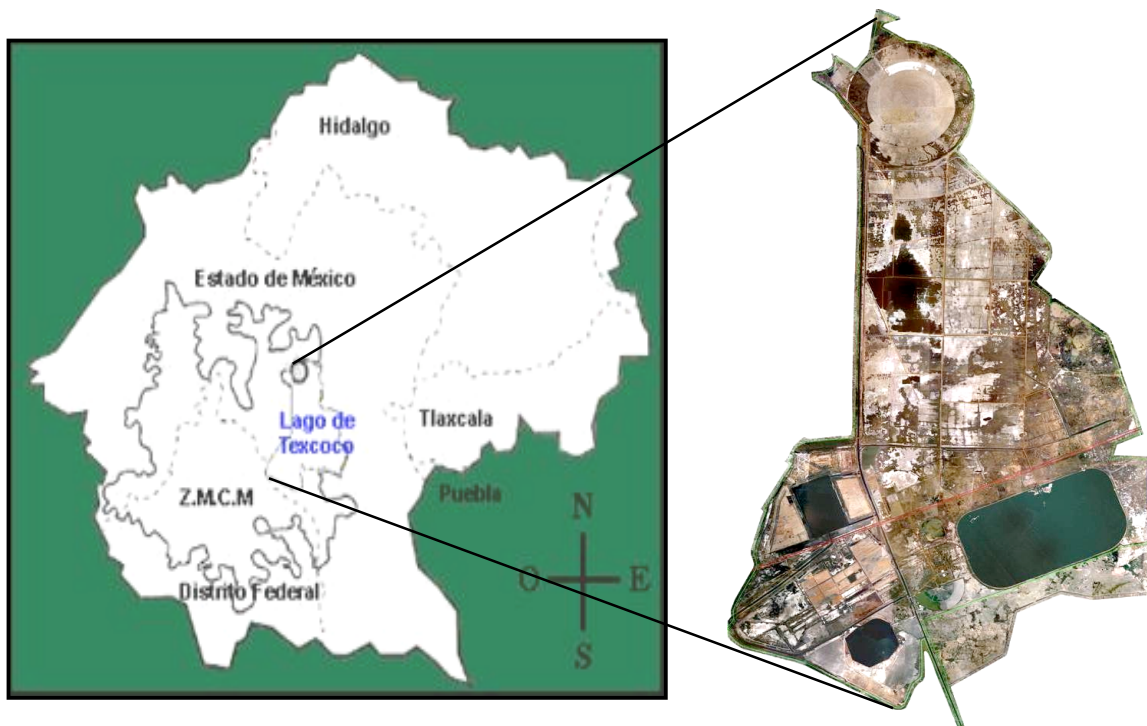 Hidalgo
Estado de México
Lago de
Texcoco
Tlaxcala
Z.M.C.M
Puebla
Distrito Federal
N
O E
S